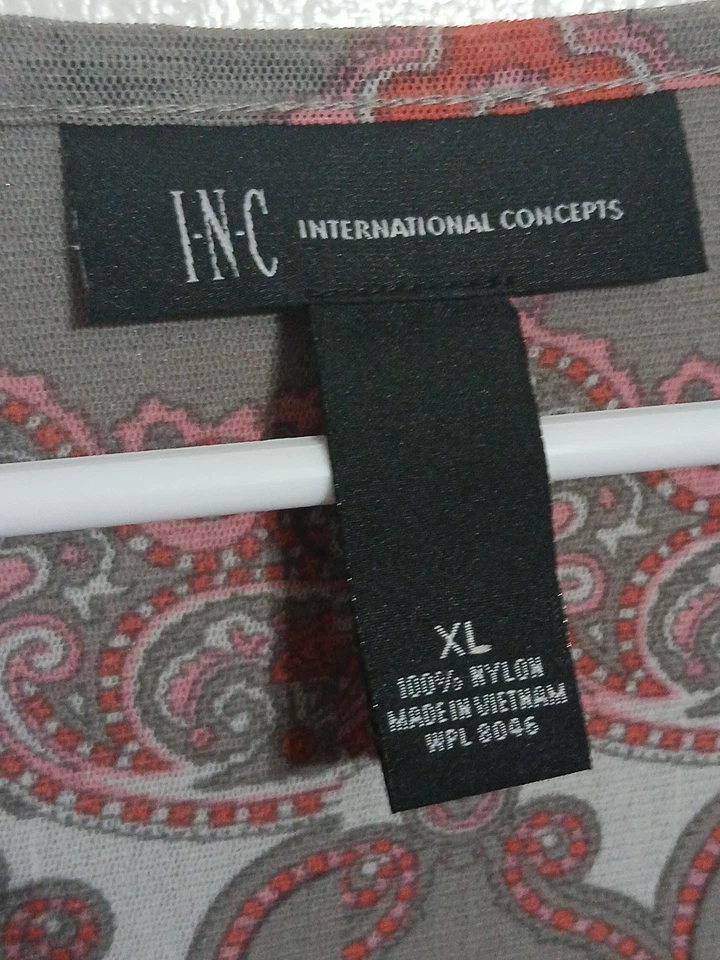 I·N·C INTERNATIONAL CONCEPTS
XL
100% NYLON
MADE IN VIETNAM
WPL 8046